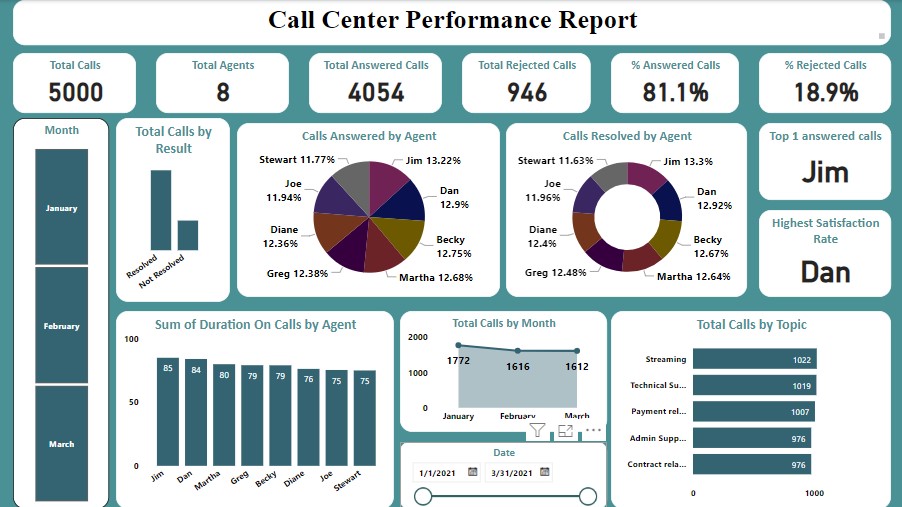 Call Center Performance Report
Total Calls
5000
Total Agents
8
Total Answered Calls
4054
Total Rejected Calls
946
% Answered Calls
81.1%
% Rejected Calls
18.9%
Month
January
February
March
Total Calls by
Result
Resolved
Not Resolved
Calls Answered by Agent
Stewart 11.77%
Jim 13.22%
Joe
11.94%
Dan
12.9%
Diane
12.36%
Becky
12.75%
Greg 12.38%
Martha 12.68%
Calls Resolved by Agent
Stewart 11.63%
Jim 13.3%
Joe
11.96%
Dan
12.92%
Diane
12.4%
Becky
12.67%
Greg 12.48%
Martha 12.64%
Top 1 answered calls
Jim
Highest Satisfaction
Rate
Dan
Sum of Duration On Calls by Agent
100
50
0
85
84
80
79
79
76
75
75
Jim
Dan
Martha
Greg
Becky
Diane
Joe
Stewart
Total Calls by Month
2000
1000
0
1772
1616
1612
January
February
March
Date
1/1/2021
3/31/2021
Total Calls by Topic
Streaming
1022
Technical Su...
1019
Payment rel...
1007
Admin Supp...
976
Contract rela...
976
0
1000